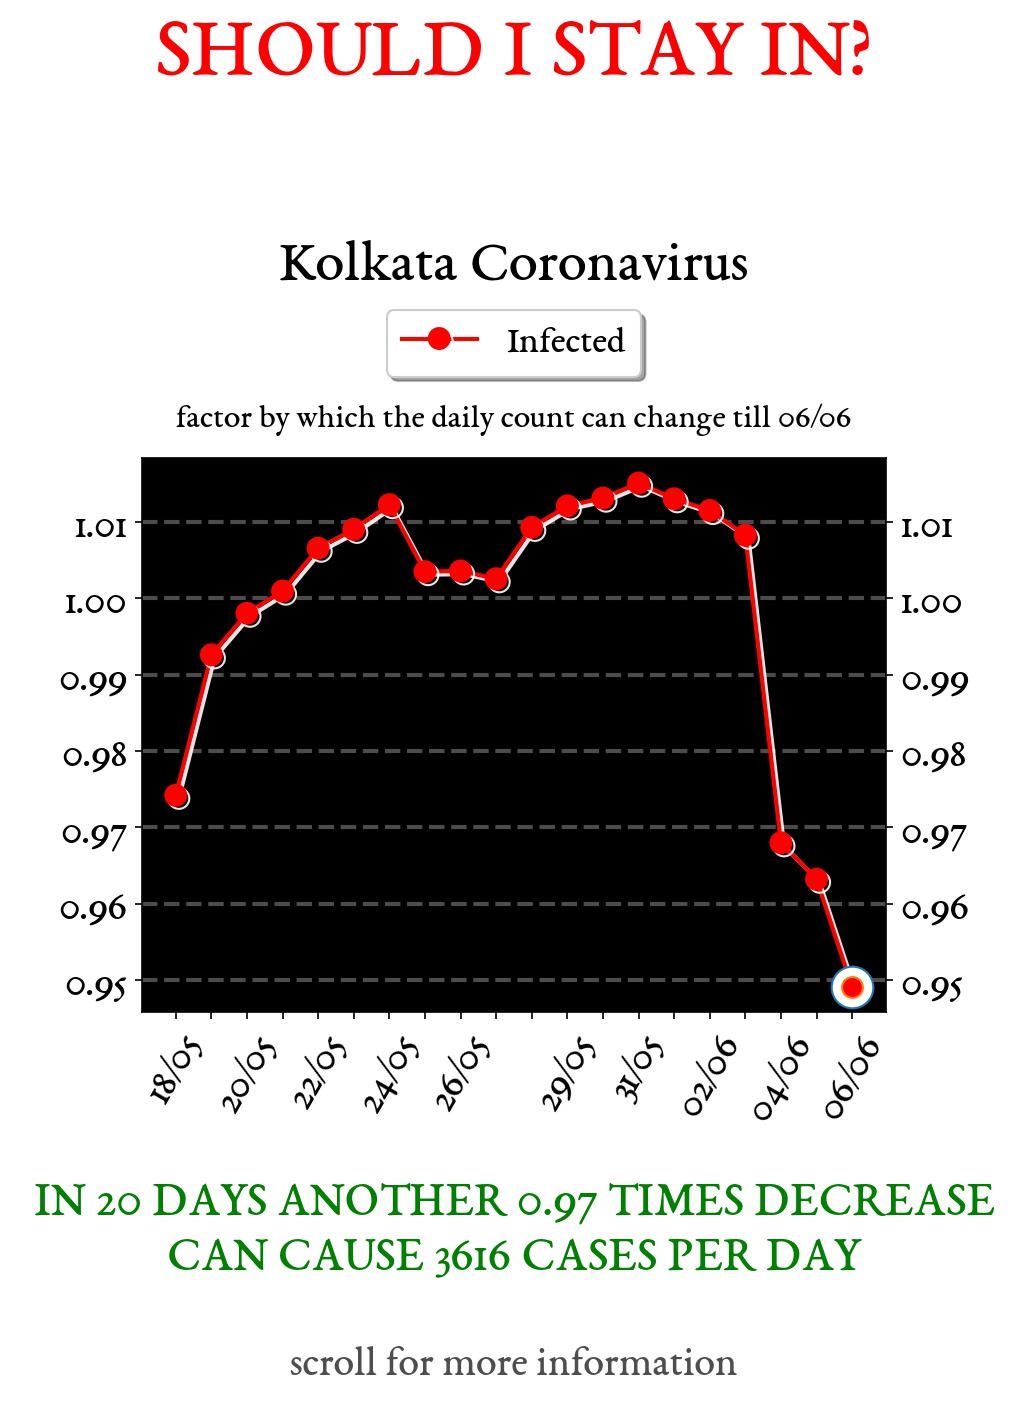 SHOULD I STAY IN?
Kolkata Coronavirus
Infected
factor by which the daily count can change till 06/06
1.01 1.01
1.00 1.00
0.99 0.99
0.98 0.98
0.97 0.97
0.96 0.96
0.95 0.95
18/05 20/05 22/05 24/05 26/05 29/05 31/05 02/06 04/06 06/06
IN 20 DAYS ANOTHER 0.97 TIMES DECREASE
CAN CAUSE 3616 CASES PER DAY
scroll for more information